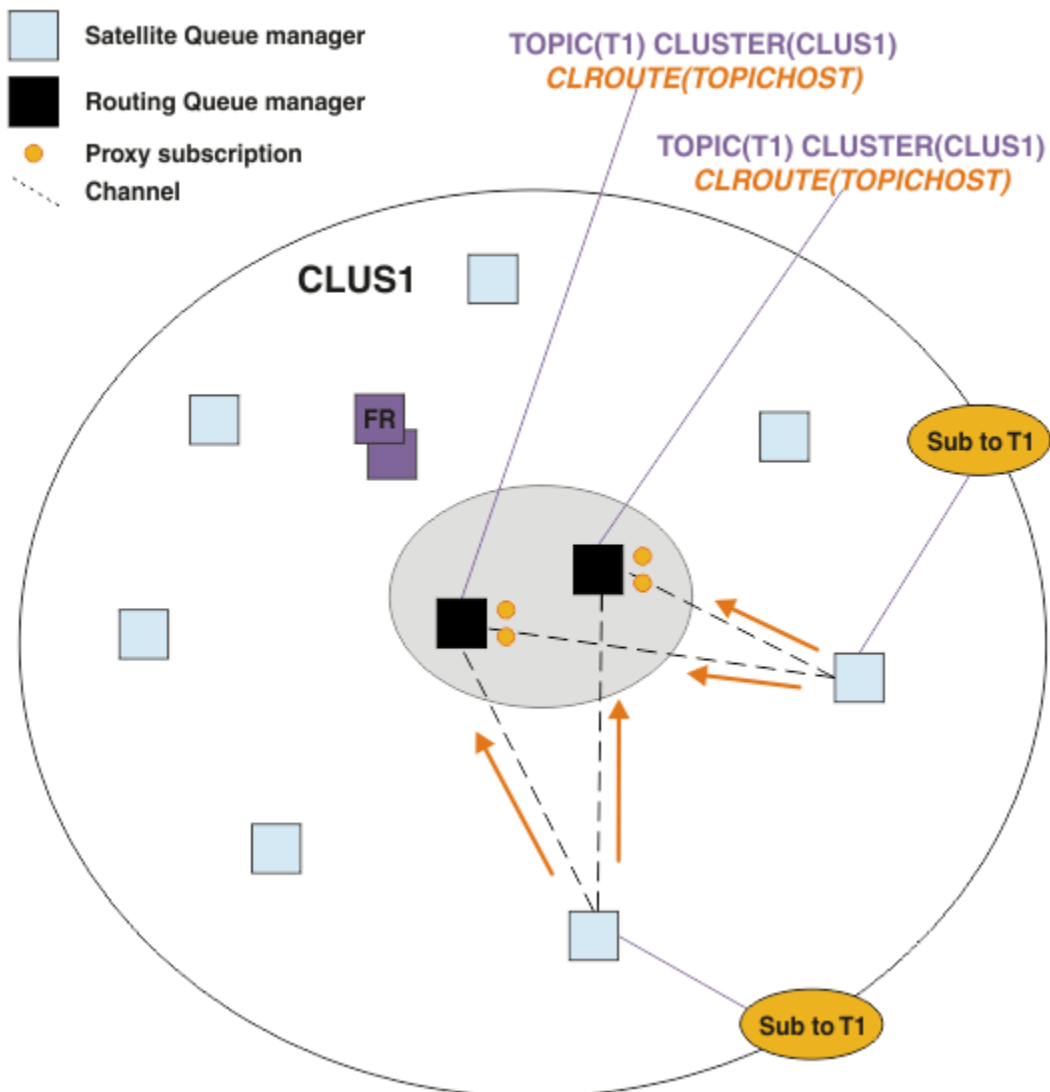 Satellite Queue manager
Routing Queue manager
Proxy subscription
Channel
TOPIC(T1) CLUSTER(CLUS1)
CLROUTE(TOPICHOST)
TOPIC(T1) CLUSTER(CLUS1)
CLROUTE(TOPICHOST)
CLUS1
FR
Sub to T1
Sub to T1